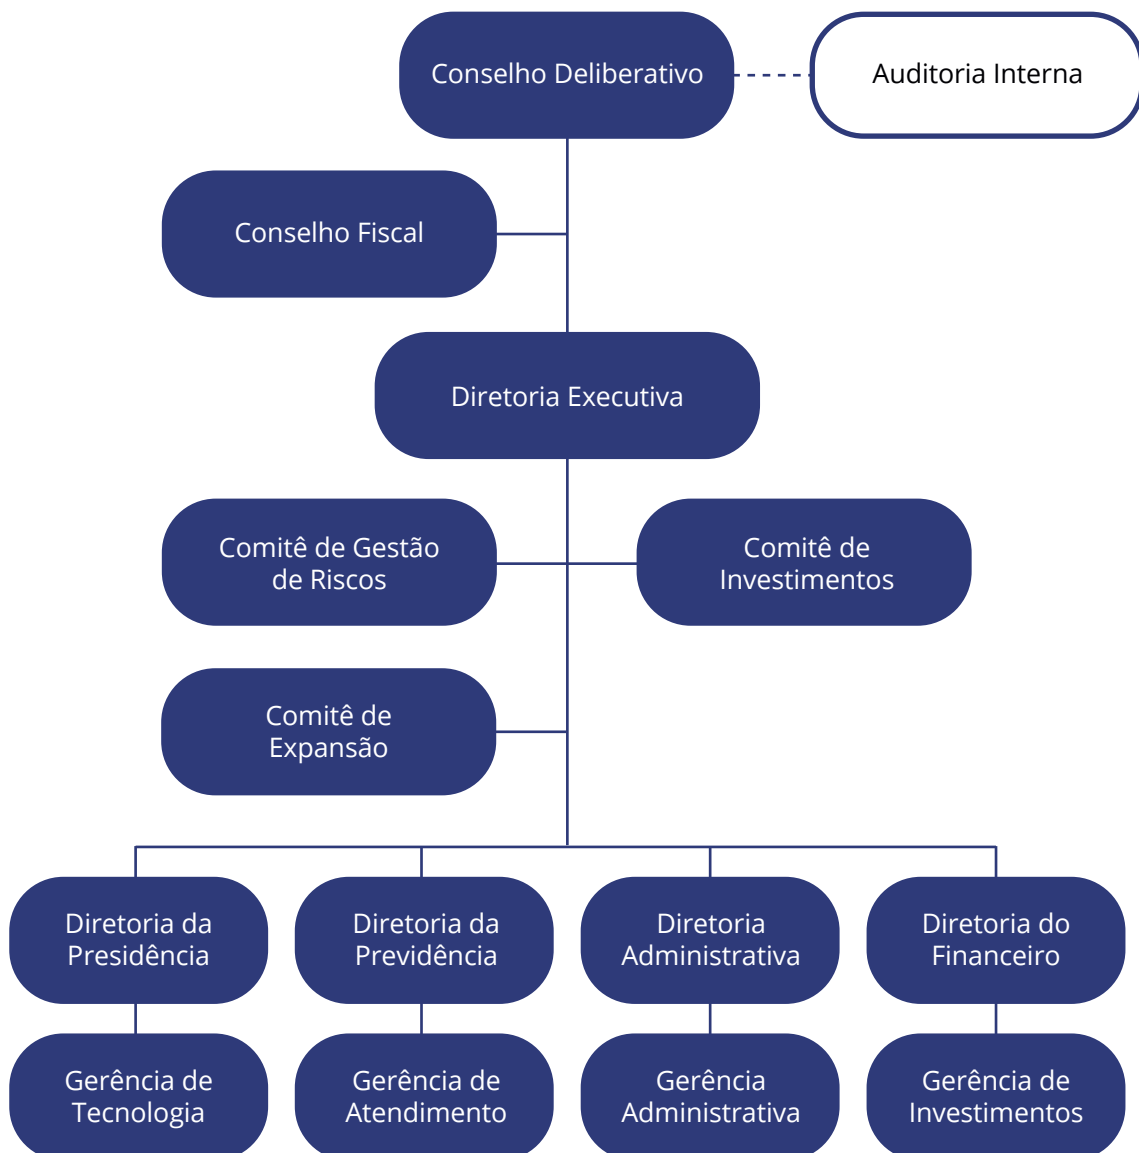 Conselho Deliberativo
Auditoria Interna
Conselho Fiscal
Diretoria Executiva
Comitê de Gestão
de Riscos
Comitê de
Investimentos
Comitê de
Expansão
Diretoria da
Presidência
Diretoria da
Previdência
Diretoria
Administrativa
Diretoria do
Financeiro
Gerência de
Tecnologia
Gerência de
Atendimento
Gerência
Administrativa
Gerência de
Investimentos